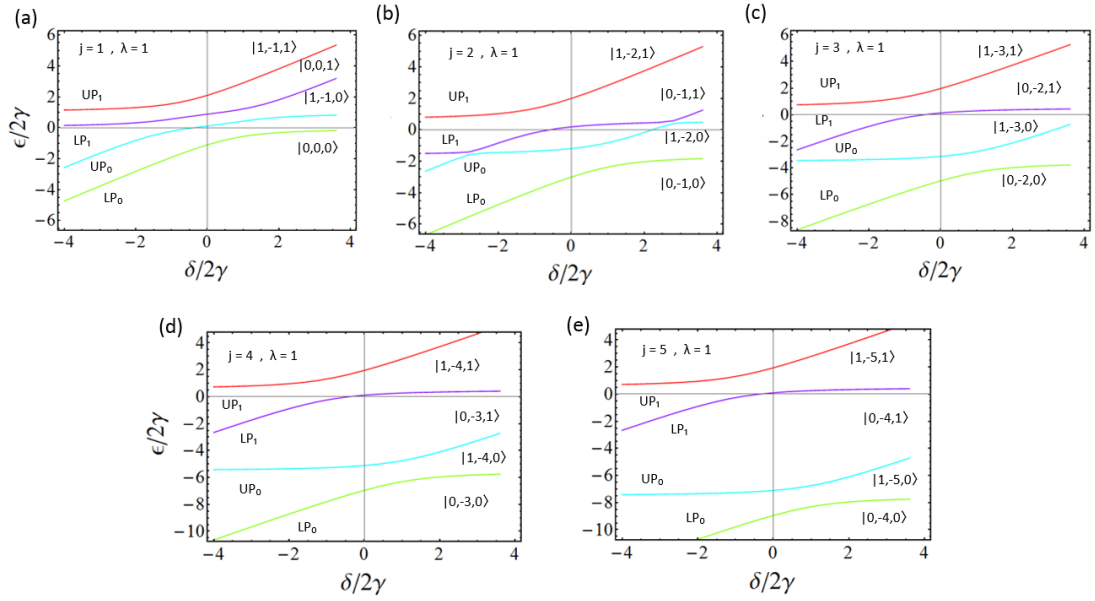 (a)
j = 1 , λ = 1
|1,-1,1⟩
|0,0,1⟩
|1,-1,0⟩
|0,0,0⟩
UP₁
LP₁
UP₀
LP₀
6
4
2
0
−2
−4
6
−4
−2
0
2
4
ϵ/2γ
δ/2γ
(b)
j = 2 , λ = 1
|1,-2,1⟩
|0,-1,1⟩
|1,-2,0⟩
|0,-1,0⟩
UP₁
LP₁
UP₀
LP₀
6
4
2
0
−2
−4
−6
−4
−2
0
2
4
δ/2γ
(c)
j = 3 , λ = 1
|1,-3,1⟩
|0,-2,1⟩
|1,-3,0⟩
|0,-2,0⟩
UP₁
LP₁
UP₀
LP₀
6
4
2
0
−2
−4
−6
−8
−4
−2
0
2
4
δ/2γ
(d)
j = 4 , λ = 1
|1,-4,1⟩
|0,-3,1⟩
|1,-4,0⟩
|0,-3,0⟩
UP₁
LP₁
UP₀
LP₀
4
2
0
−2
−4
−6
−8
−10
−4
−2
0
2
4
ϵ/2γ
δ/2γ
(e)
j = 5 , λ = 1
|1,-5,1⟩
|0,-4,1⟩
|1,-5,0⟩
|0,-4,0⟩
UP₁
LP₁
UP₀
LP₀
4
2
0
−2
−4
−6
−8
−10
−4
−2
0
2
4
δ/2γ